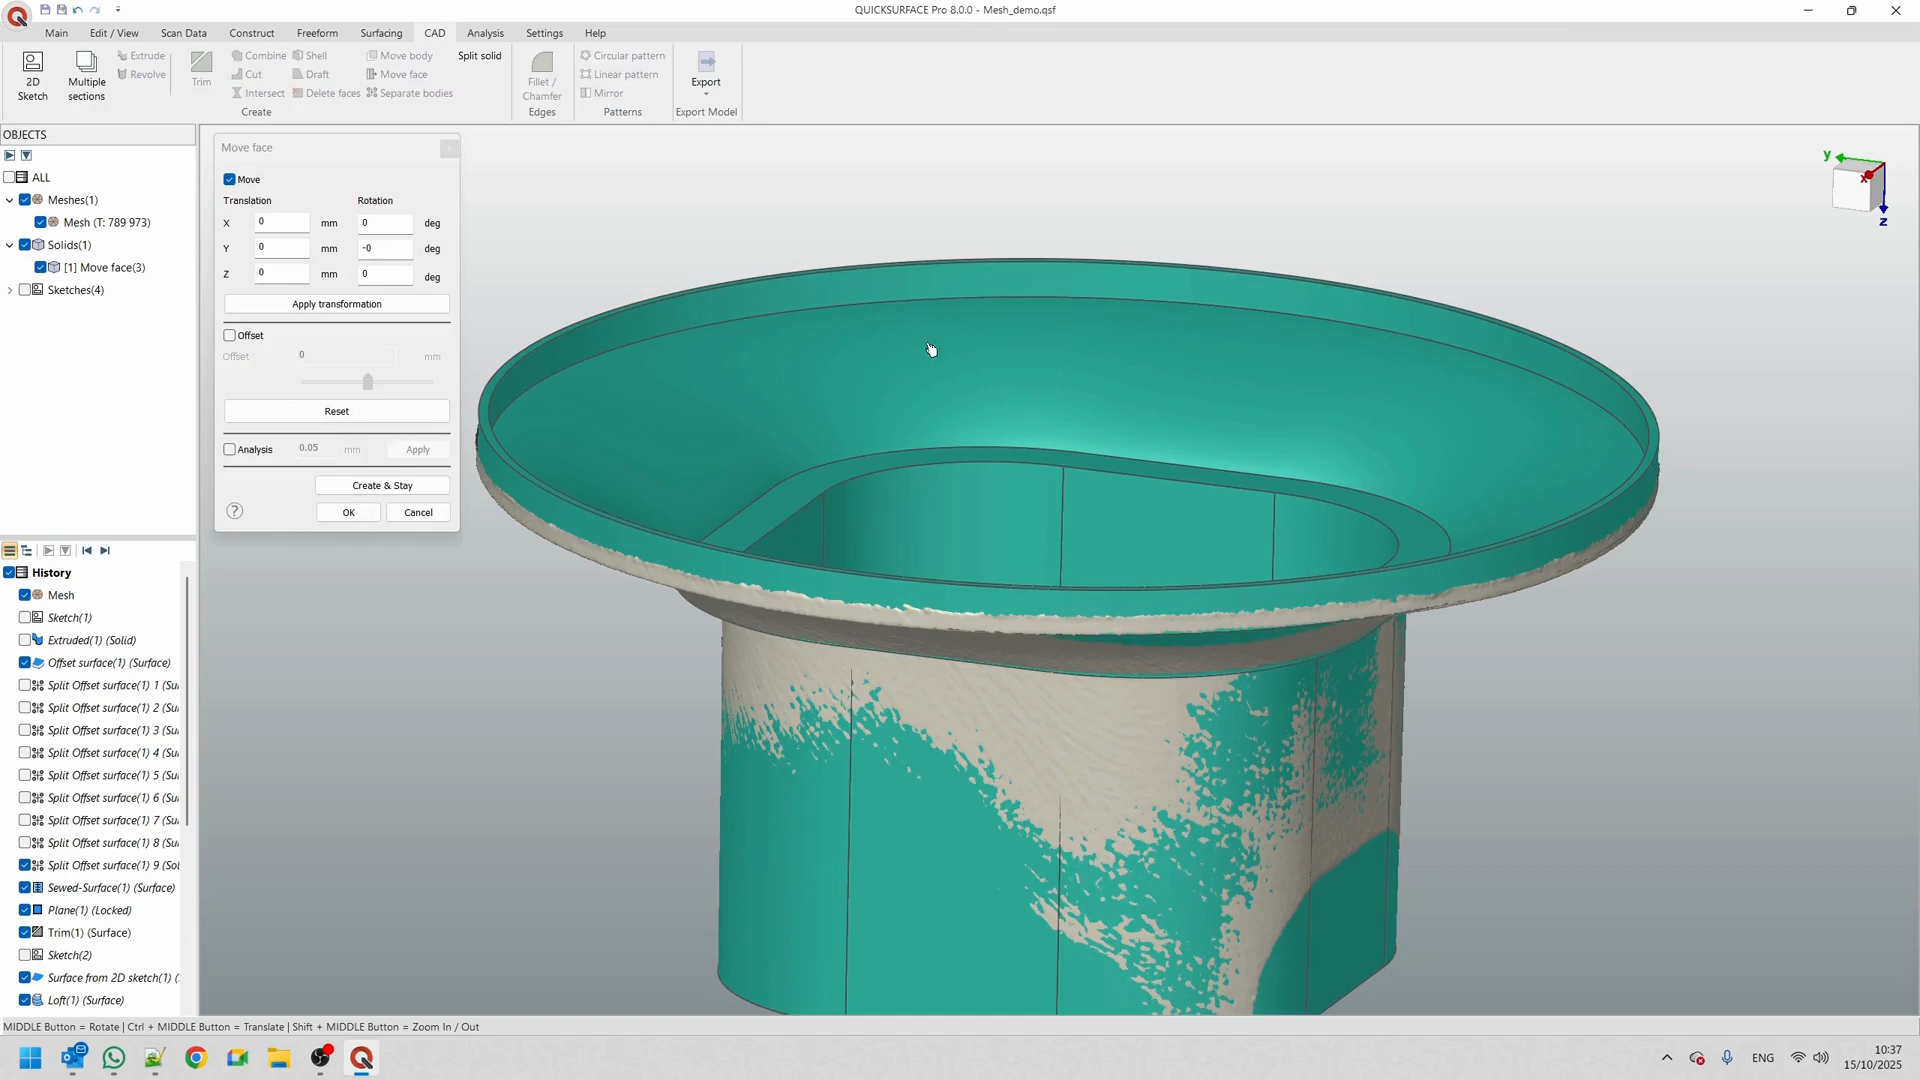 QUICKSURFACE Pro 8.0.0 - Mesh_demo.qsf
Main Edit / View Scan Data Construct Freeform Surfacing CAD Analysis Settings Help
2D Sketch
Multiple sections
Extrude
Revolve
Trim
Combine
Cut
Intersect
Shell
Draft
Delete faces
Move body
Move face
Separate bodies
Split solid
Create
Fillet / Chamfer
Edges
Circular pattern
Linear pattern
Mirror
Patterns
Export
Export Model
OBJECTS
ALL
Meshes(1)
Mesh (T: 789 973)
Solids(1)
[1] Move face(3)
Sketches(4)
Move face
Move
Translation Rotation
X 0 mm 0 deg
Y 0 mm -0 deg
Z 0 mm 0 deg
Apply transformation
Offset
Offset 0 mm
Reset
Analysis 0.05 mm Apply
Create & Stay
? OK Cancel
y
x
z
History
Mesh
Sketch(1)
Extruded(1) (Solid)
Offset surface(1) (Surface)
Split Offset surface(1) 1 (Su
Split Offset surface(1) 2 (Su
Split Offset surface(1) 3 (Su
Split Offset surface(1) 4 (Su
Split Offset surface(1) 5 (Su
Split Offset surface(1) 6 (Su
Split Offset surface(1) 7 (Su
Split Offset surface(1) 8 (Su
Split Offset surface(1) 9 (Sol
Sewed-Surface(1) (Surface)
Plane(1) (Locked)
Trim(1) (Surface)
Sketch(2)
Surface from 2D sketch(1) (
Loft(1) (Surface)
MIDDLE Button = Rotate | Ctrl + MIDDLE Button = Translate | Shift + MIDDLE Button = Zoom In / Out
ENG
10:37
15/10/2025